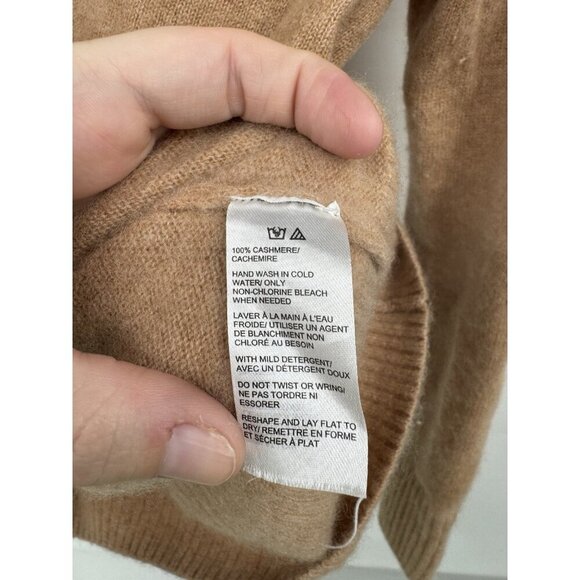 100% CASHMERE/
CACHEMIRE
HAND WASH IN COLD
WATER/ ONLY
NON-CHLORINE BLEACH
WHEN NEEDED
LAVER À LA MAIN À L'EAU
FROIDE/ UTILISER UN AGENT
DE BLANCHIMENT NON
CHLORÉ AU BESOIN
WITH MILD DETERGENT/
AVEC UN DÉTERGENT DOUX
DO NOT TWIST OR WRING/
NE PAS TORDRE NI
ESSORER
RESHAPE AND LAY FLAT TO
DRY/ REMETTRE EN FORME
ET SÉCHER À PLAT